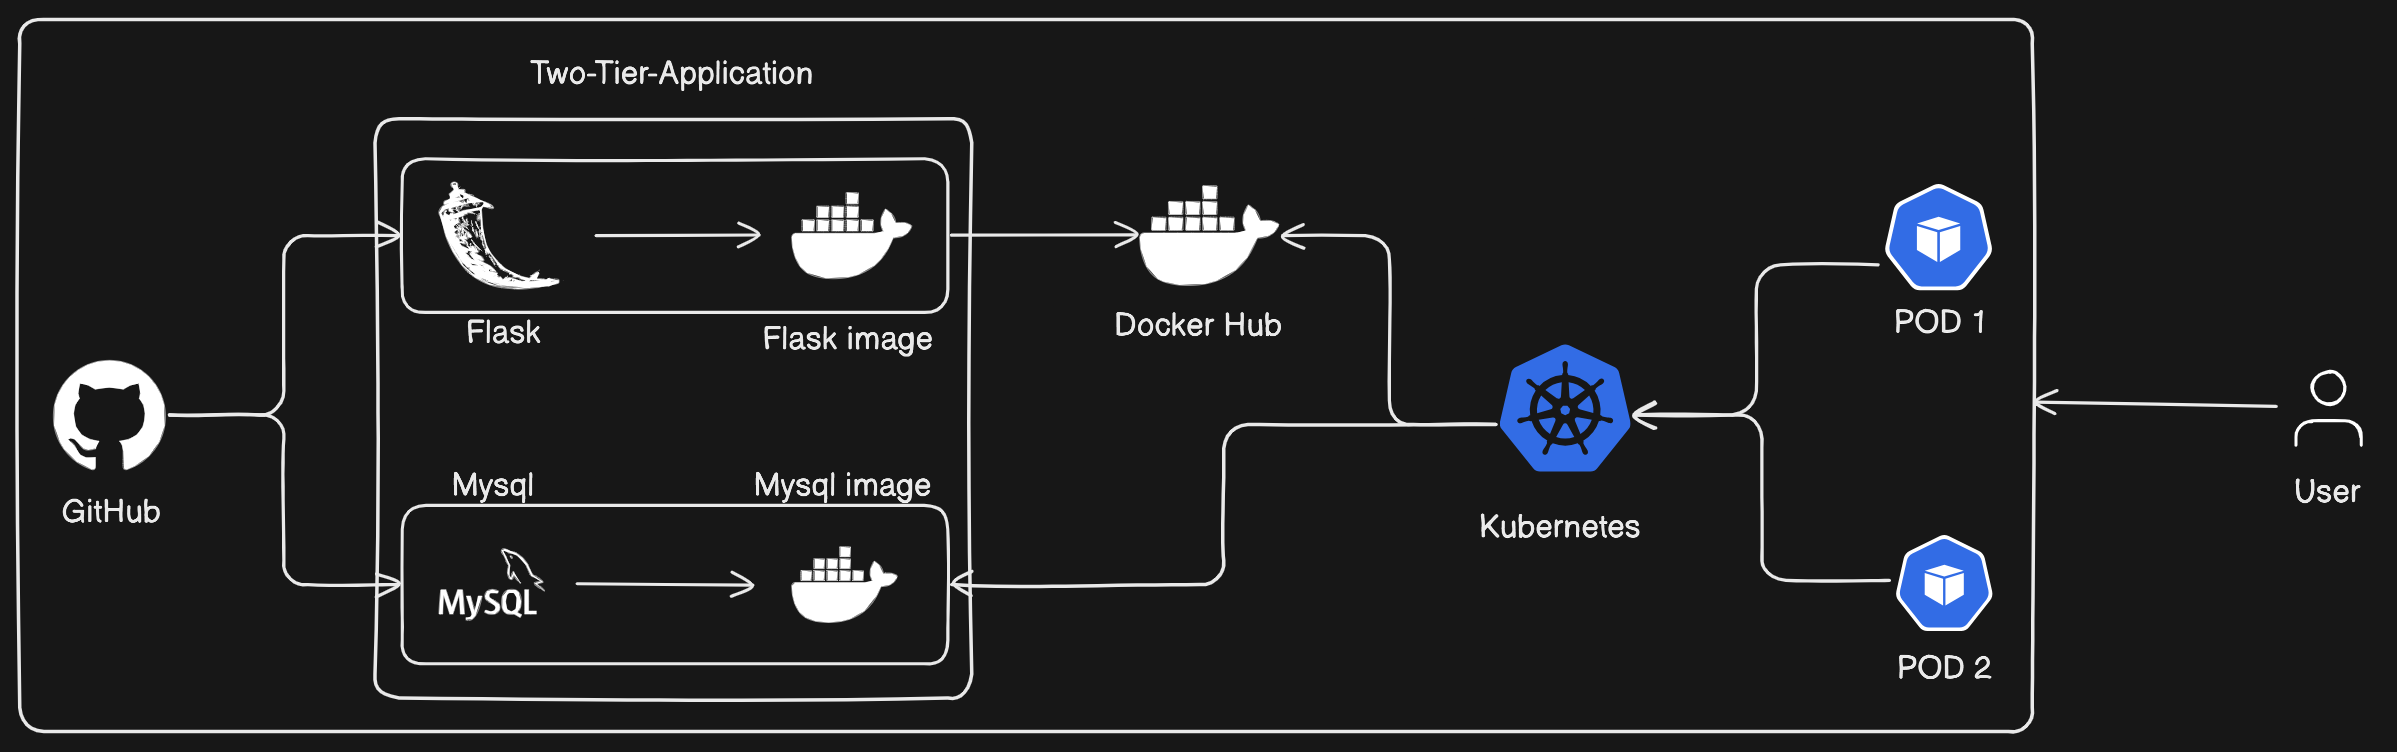 Two-Tier-Application
Flask
Flask image
Docker Hub
POD 1
GitHub
Mysql
Mysql image
MySQL
Kubernetes
User
POD 2